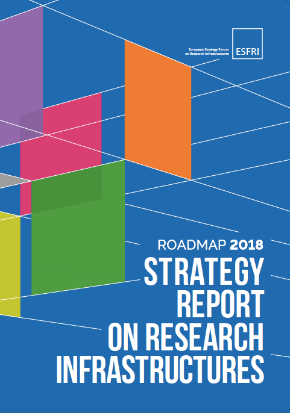 European Strategy Forum
on Research Infrastructures
ESFRI
ROADMAP 2018
STRATEGY
REPORT
ON RESEARCH
INFRASTRUCTURES